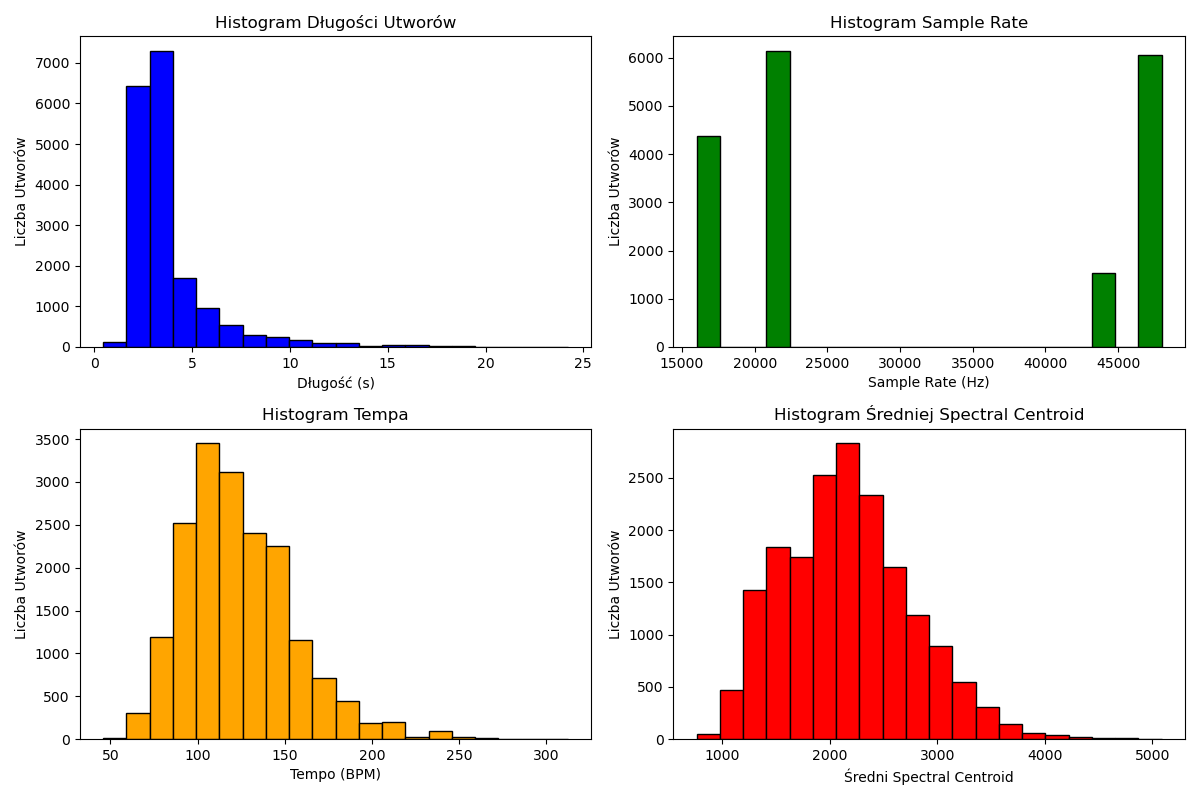 Histogram Długości Utworów
Liczba Utworów
7000
6000
5000
4000
3000
2000
1000
0
0 5 10 15 20 25
Długość (s)
Histogram Sample Rate
Liczba Utworów
6000
5000
4000
3000
2000
1000
0
15000 20000 25000 30000 35000 40000 45000
Sample Rate (Hz)
Histogram Tempa
Liczba Utworów
3500
3000
2500
2000
1500
1000
500
0
50 100 150 200 250 300
Tempo (BPM)
Histogram Średniej Spectral Centroid
Liczba Utworów
2500
2000
1500
1000
500
0
1000 2000 3000 4000 5000
Średni Spectral Centroid